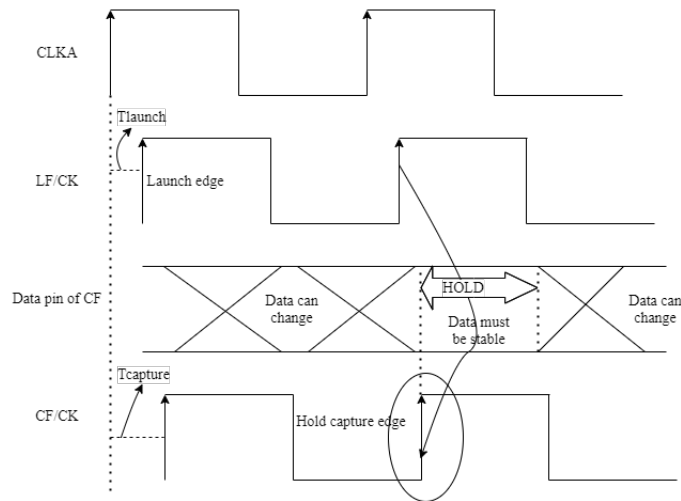 CLKA
Tlaunch
LF/CK
Launch edge
Data pin of CF
Data can
change
HOLD
Data must
be stable
Data can
change
Tcapture
CF/CK
Hold capture edge